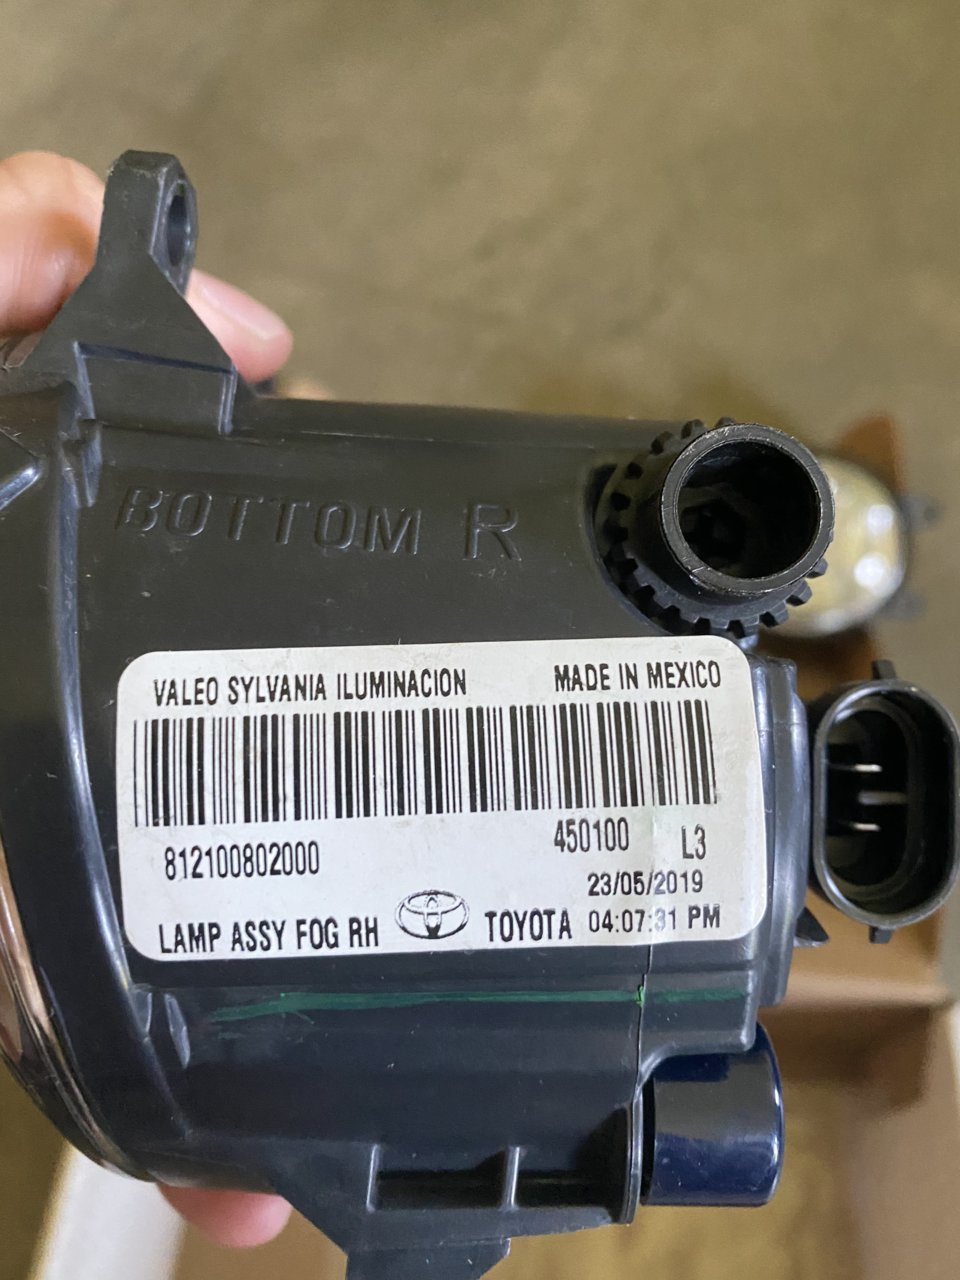 BOTTOM R
VALEO SYLVANIA ILUMINACION MADE IN MEXICO
812100802000 450100 L3
23/05/2019
LAMP ASSY FOG RH TOYOTA 04:07:31 PM